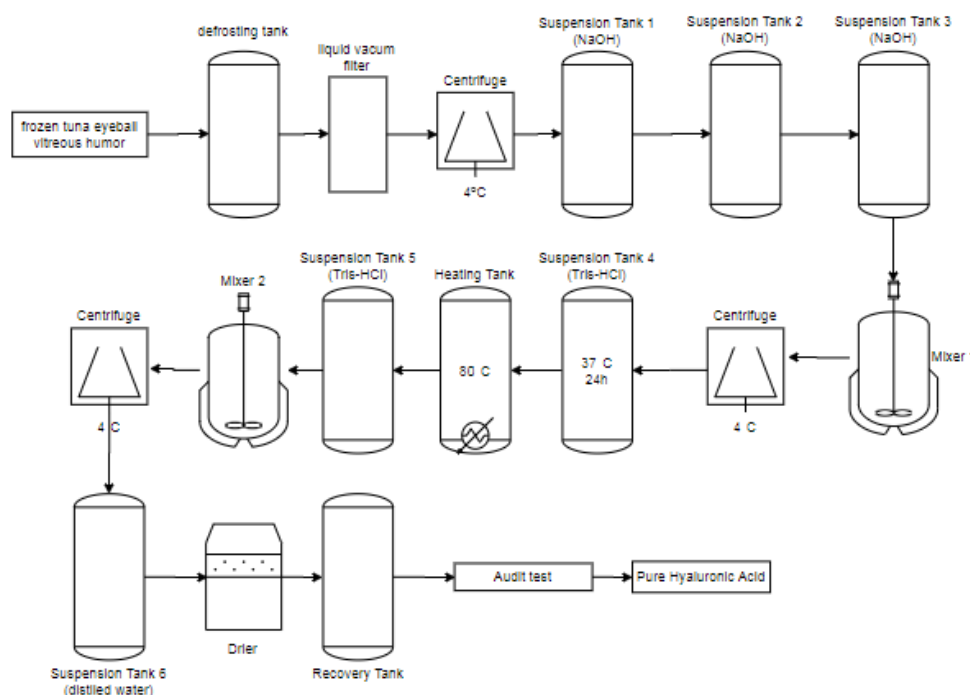 defrosting tank
liquid vacum
filter
Centrifuge
Suspension Tank 1
(NaOH)
Suspension Tank 2
(NaOH)
Suspension Tank 3
(NaOH)
frozen tuna eyeball
vitreous humor
4°C
Centrifuge
Mixer 2
Suspension Tank 5
(Tris-HCl)
Heating Tank
Suspension Tank 4
(Tris-HCl)
Centrifuge
Mixer
80 C
37 C
24h
4 C
4 C
Suspension Tank 6
(distiled water)
Drier
Recovery Tank
Audit test
Pure Hyaluronic Acid